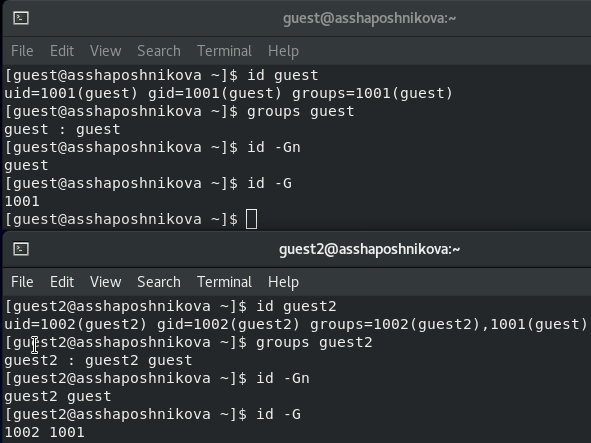 guest@asshaposhnikova:~
File Edit View Search Terminal Help
[guest@asshaposhnikova ~]$ id guest
uid=1001(guest) gid=1001(guest) groups=1001(guest)
[guest@asshaposhnikova ~]$ groups guest
guest : guest
[guest@asshaposhnikova ~]$ id -Gn
guest
[guest@asshaposhnikova ~]$ id -G
1001
[guest@asshaposhnikova ~]$
guest2@asshaposhnikova:~
File Edit View Search Terminal Help
[guest2@asshaposhnikova ~]$ id guest2
uid=1002(guest2) gid=1002(guest2) groups=1002(guest2),1001(guest)
[guest2@asshaposhnikova ~]$ groups guest2
guest2 : guest2 guest
[guest2@asshaposhnikova ~]$ id -Gn
guest2 guest
[guest2@asshaposhnikova ~]$ id -G
1002 1001